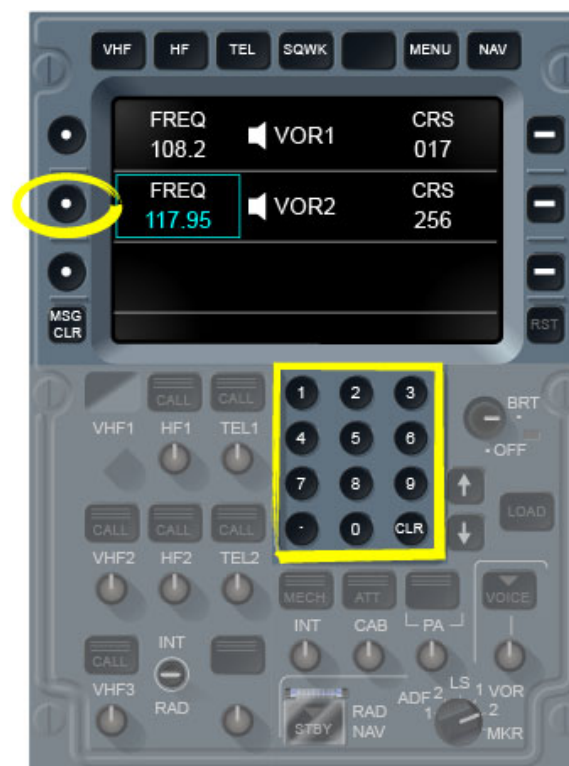 VHF HF TEL SQWK MENU NAV
FREQ CRS
108.2 VOR1 017
FREQ CRS
117.95 VOR2 256
MSG
CLR
RST
CALL CALL
VHF1 HF1 TEL1
1 2 3
BRT
4 5 6
OFF
7 8 9
LOAD
0 CLR
CALL CALL CALL
VHF2 HF2 TEL2
MECH ATT VOICE
INT CAB PA
CALL
INT
VHF3
RAD
STBY
RAD
NAV
ADF 2 LS 1 VOR
1 2
MKR